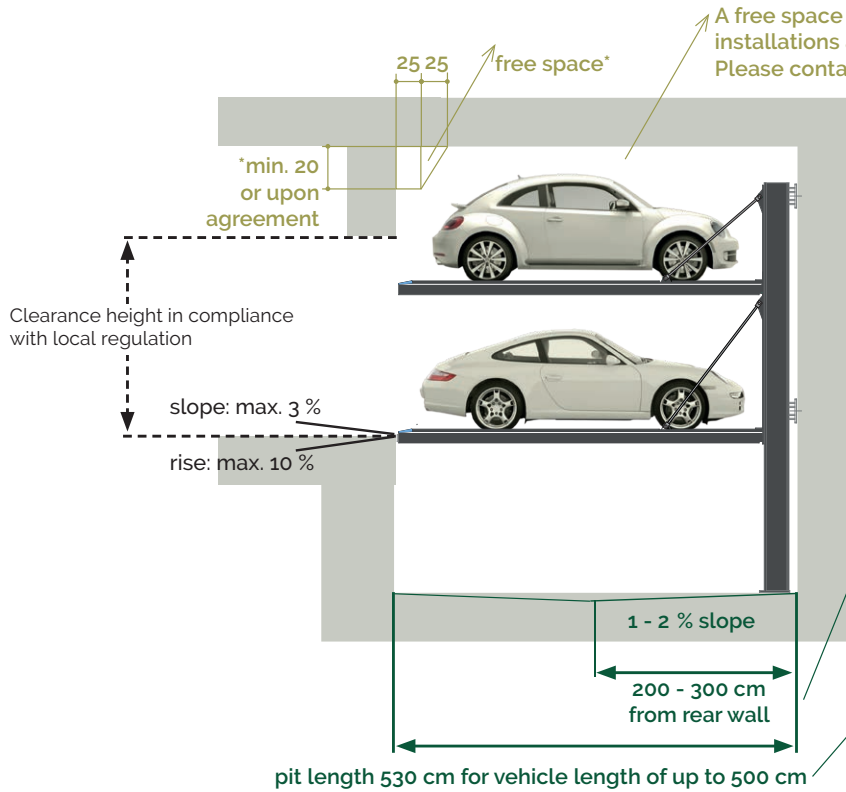 A free space
installations
Please conta
25 25
free space*
*min. 20
or upon
agreement
Clearance height in compliance
with local regulation
slope: max. 3 %
rise: max. 10 %
1 - 2 % slope
200 - 300 cm
from rear wall
pit length 530 cm for vehicle length of up to 500 cm